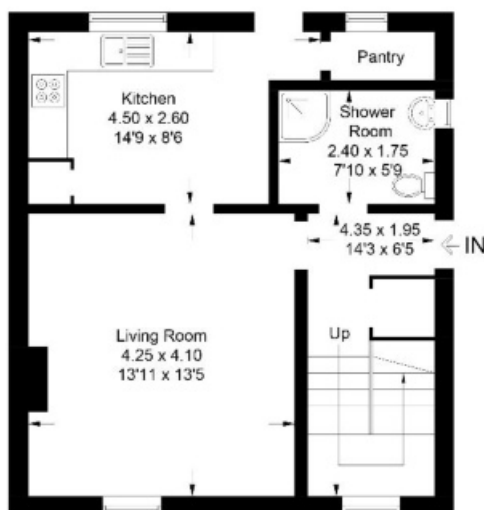 Pantry
Kitchen
4.50 x 2.60
14'9 x 8'6
Shower
Room
2.40 x 1.75
7'10 x 5'9
4.35 x 1.95
14'3 x 6'5
IN
Living Room
4.25 x 4.10
13'11 x 13'5
Up